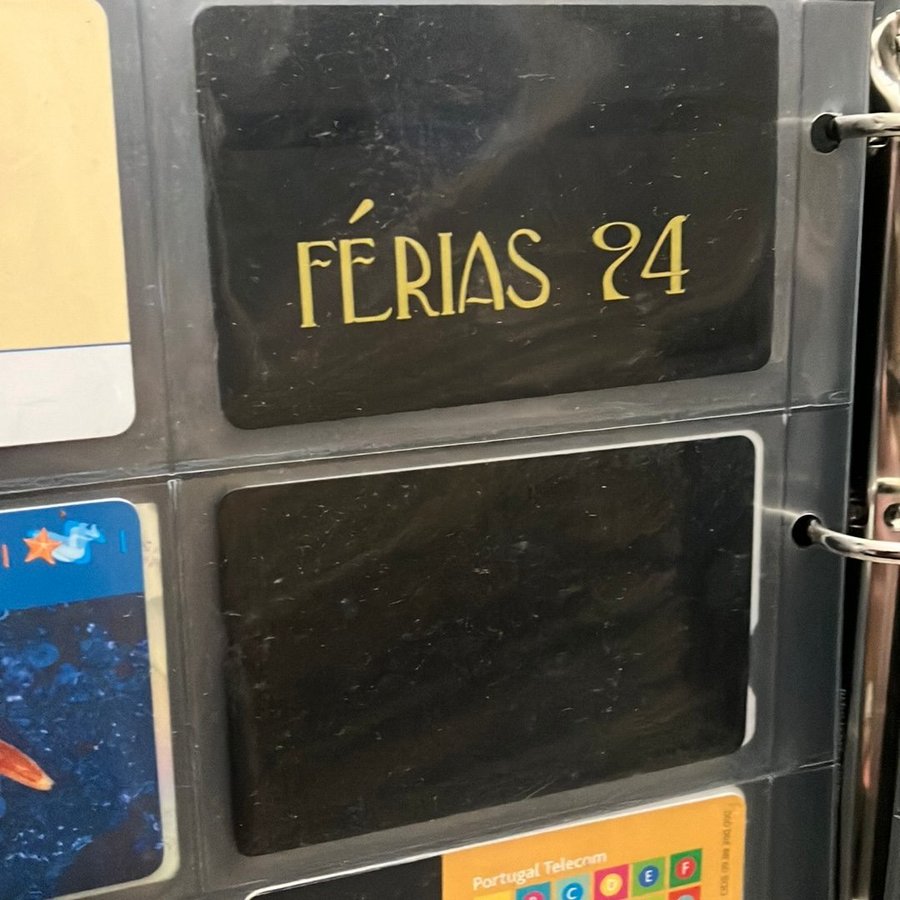 FÉRIAS 94
Portugal Telecom
B C D E F